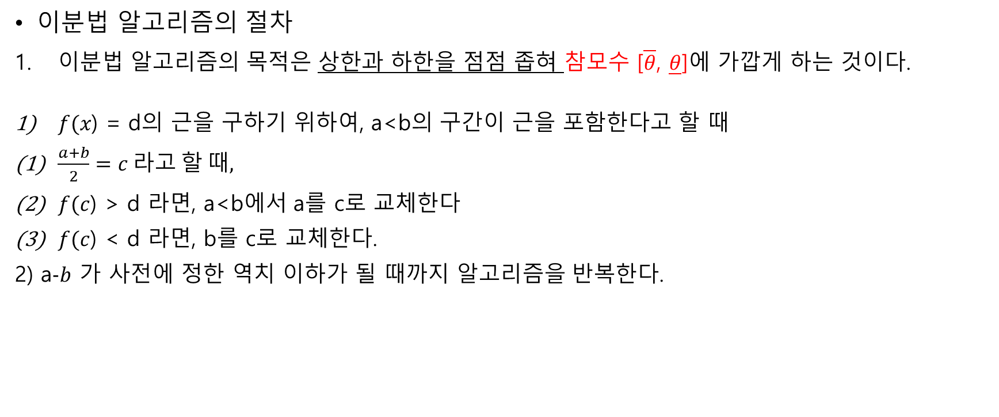 • 이분법 알고리즘의 절차
1. 이분법 알고리즘의 목적은 상한과 하한을 점점 좁혀 참모수 [θ̅, θ̲]에 가깝게 하는 것이다.
1) f(x) = d의 근을 구하기 위하여, a<b의 구간이 근을 포함한다고 할 때
(1) (a+b)/2 = c 라고 할 때,
(2) f(c) > d 라면, a<b에서 a를 c로 교체한다
(3) f(c) < d 라면, b를 c로 교체한다.
2) a-b 가 사전에 정한 역치 이하가 될 때까지 알고리즘을 반복한다.